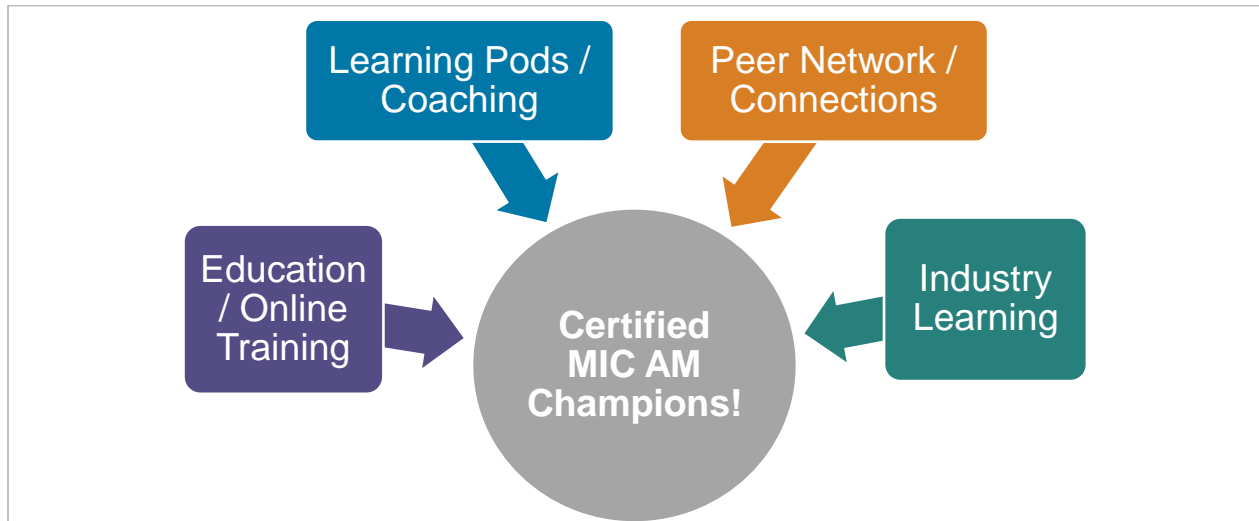 Learning Pods /
Coaching
Peer Network /
Connections
Education
/ Online
Training
Industry
Learning
Certified
MIC AM
Champions!